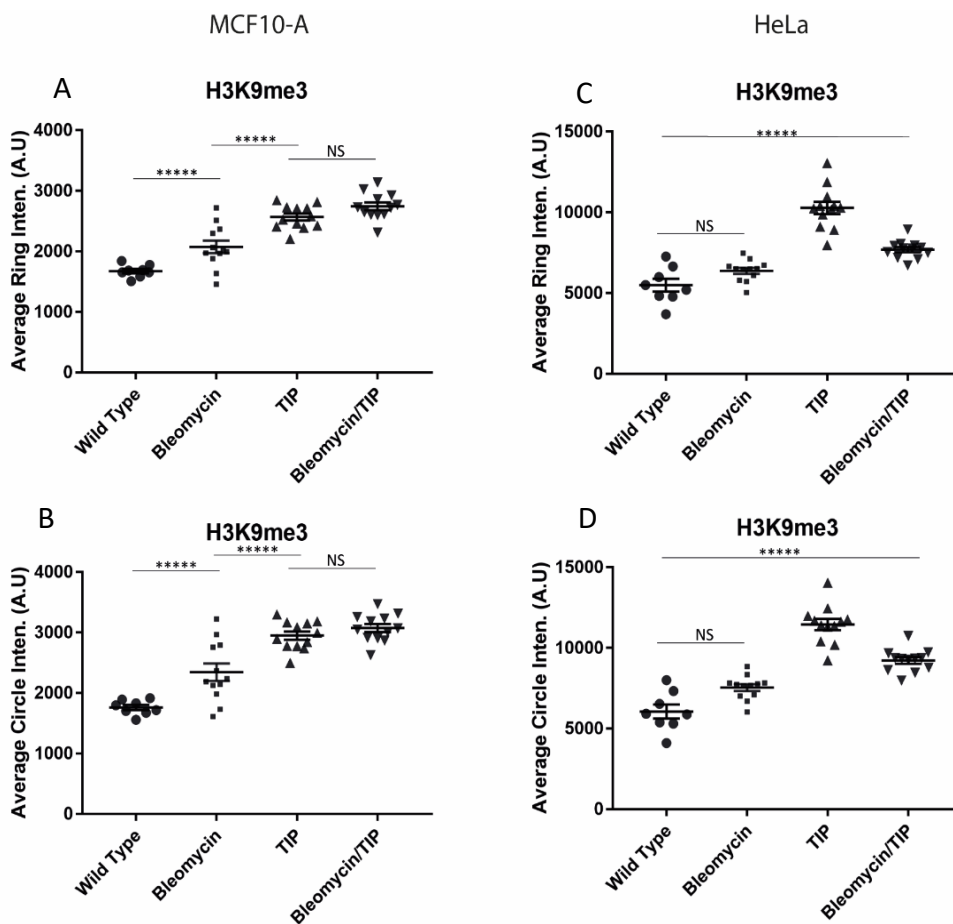 MCF10-A
HeLa
A
H3K9me3
Average Ring Inten. (A.U)
4000
3000
2000
1000
0
*****
*****
NS
Wild Type
Bleomycin
TIP
Bleomycin/TIP
C
H3K9me3
Average Ring Inten. (A.U)
15000
10000
5000
0
NS
*****
Wild Type
Bleomycin
TIP
Bleomycin/TIP
B
H3K9me3
Average Circle Inten. (A.U)
4000
3000
2000
1000
0
*****
*****
NS
Wild Type
Bleomycin
TIP
Bleomycin/TIP
D
H3K9me3
Average Circle Inten. (A.U)
15000
10000
5000
0
NS
*****
Wild Type
Bleomycin
TIP
Bleomycin/TIP